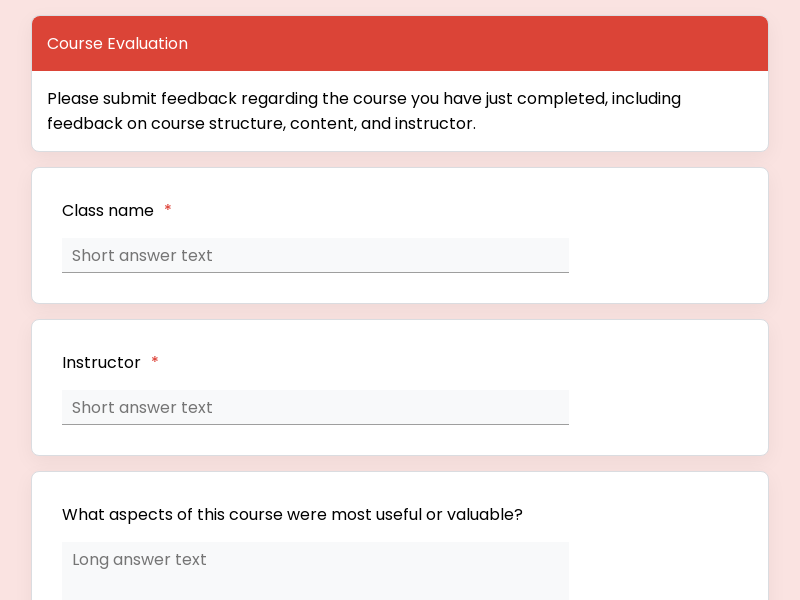 Course Evaluation
Please submit feedback regarding the course you have just completed, including
feedback on course structure, content, and instructor.
Class name *
Short answer text
Instructor *
Short answer text
What aspects of this course were most useful or valuable?
Long answer text